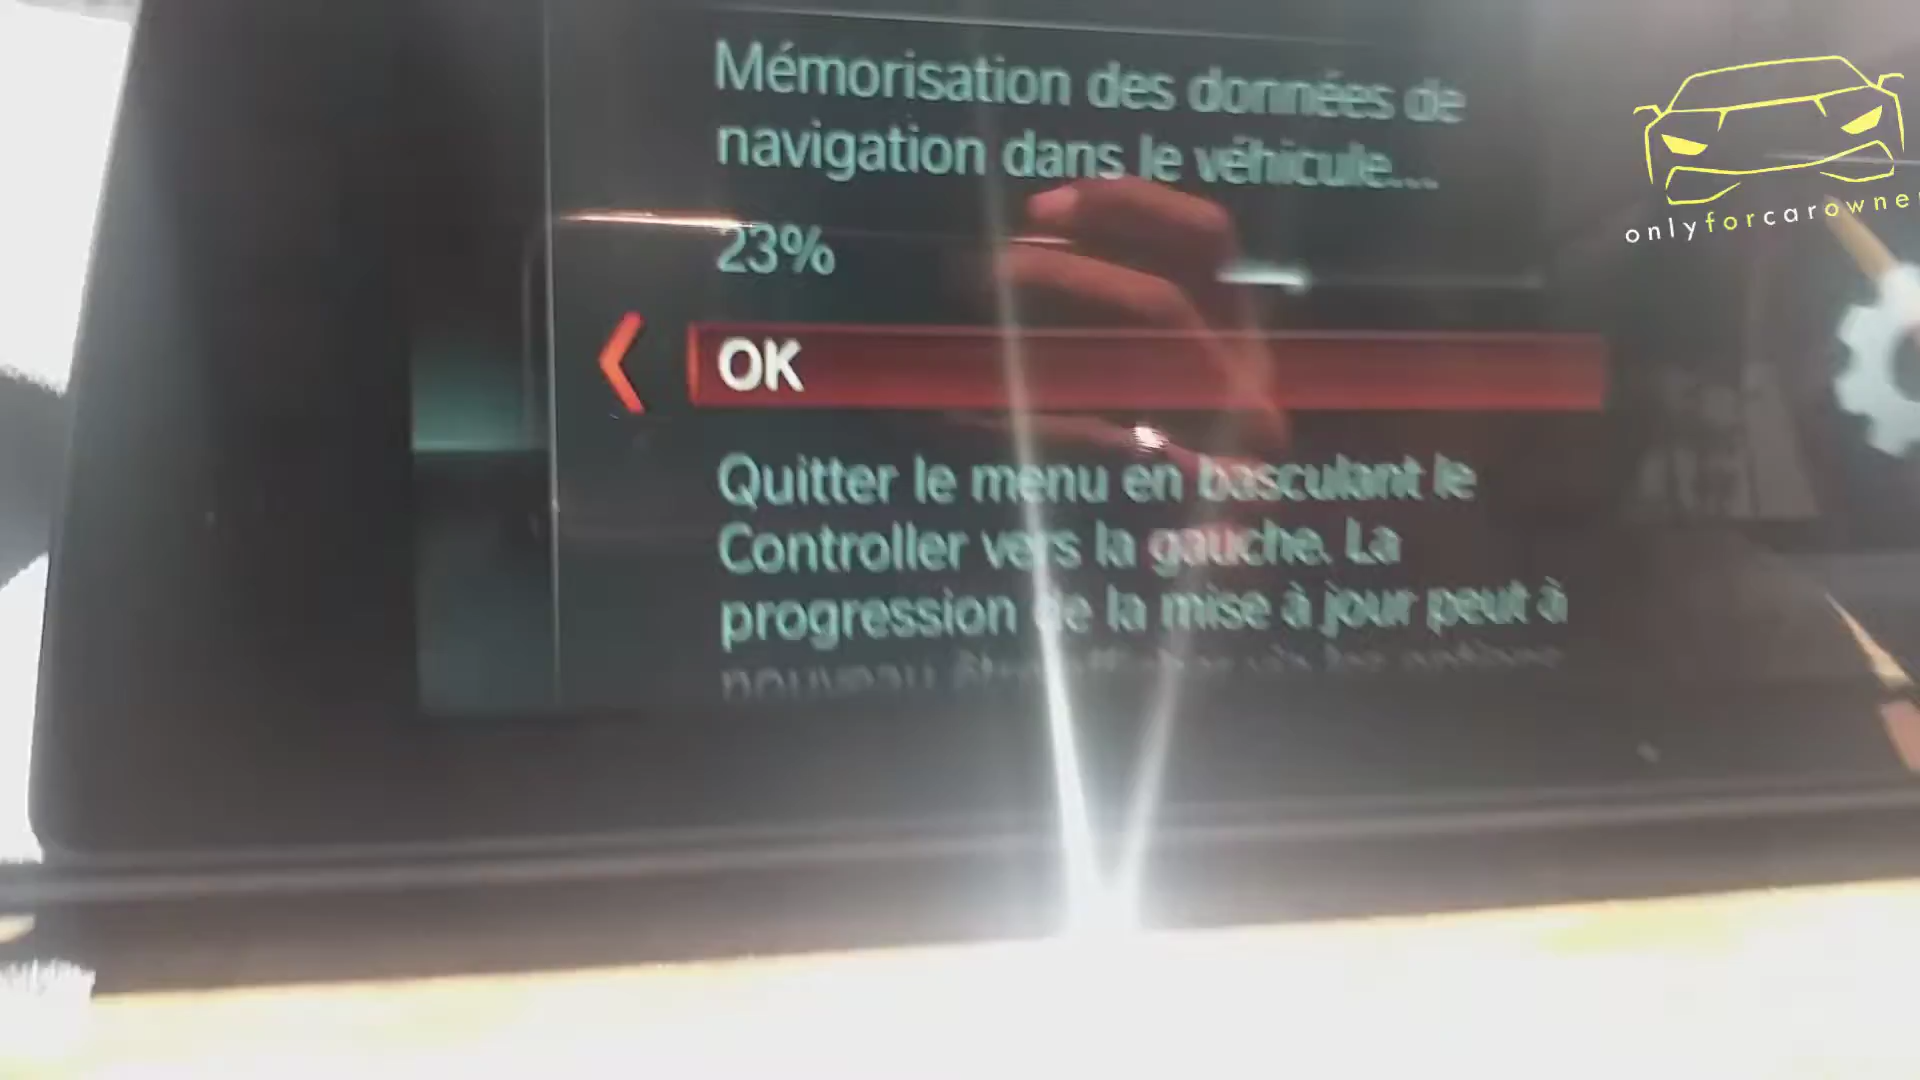 Mémorisation des données de
navigation dans le véhicule...
23%
OK
Quitter le menu en basculant le
Controller vers la gauche. La
progression de la mise à jour peut à
nouveau
onlyforcarowner